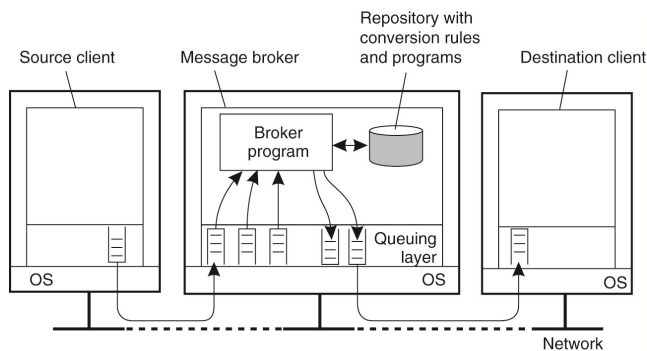 Repository with
conversion rules
and programs
Source client
Message broker
Destination client
Broker
program
Queuing
layer
OS
OS
OS
Network